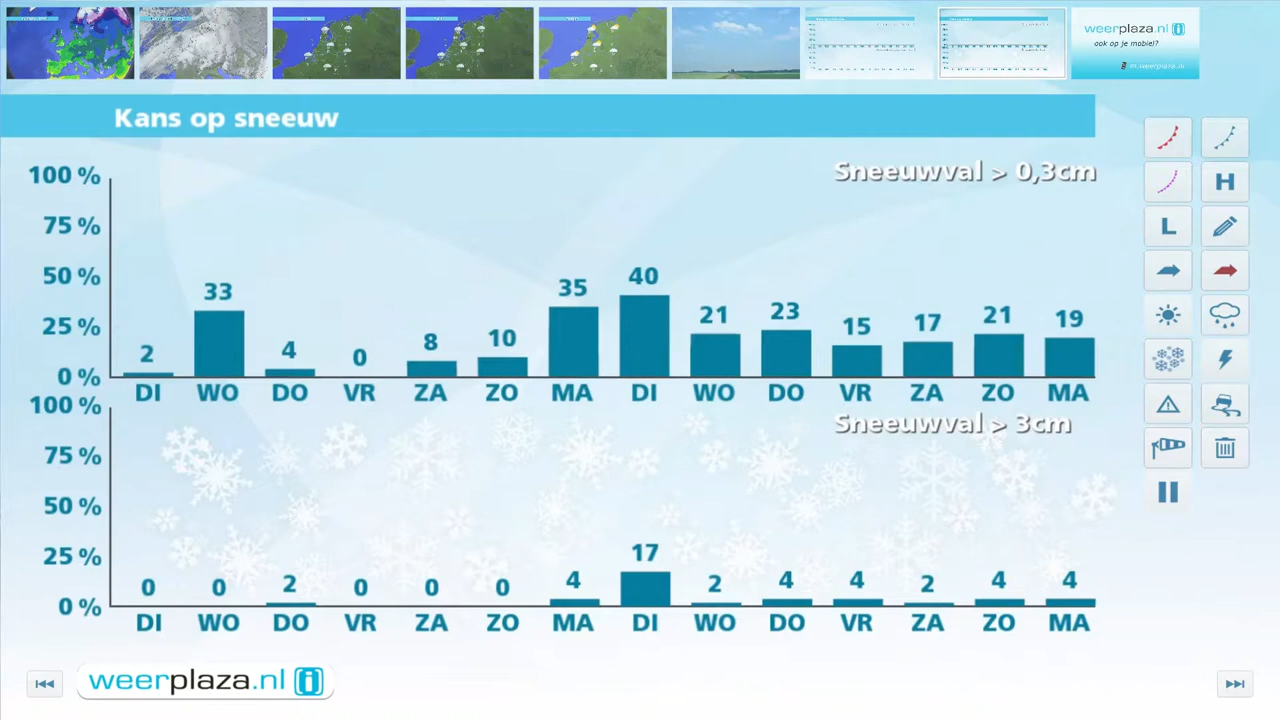 weerplaza.nl
ook op je mobiel?
m.weerplaza.nl
Kans op sneeuw
Sneeuwval > 0,3cm
100 %
75 %
50 %
25 %
0 %
2 33 4 0 8 10 35 40 21 23 15 17 21 19
DI WO DO VR ZA ZO MA DI WO DO VR ZA ZO MA
Sneeuwval > 3cm
100 %
75 %
50 %
25 %
0 %
0 0 2 0 0 0 4 17 2 4 4 2 4 4
DI WO DO VR ZA ZO MA DI WO DO VR ZA ZO MA
H
L
weerplaza.nl